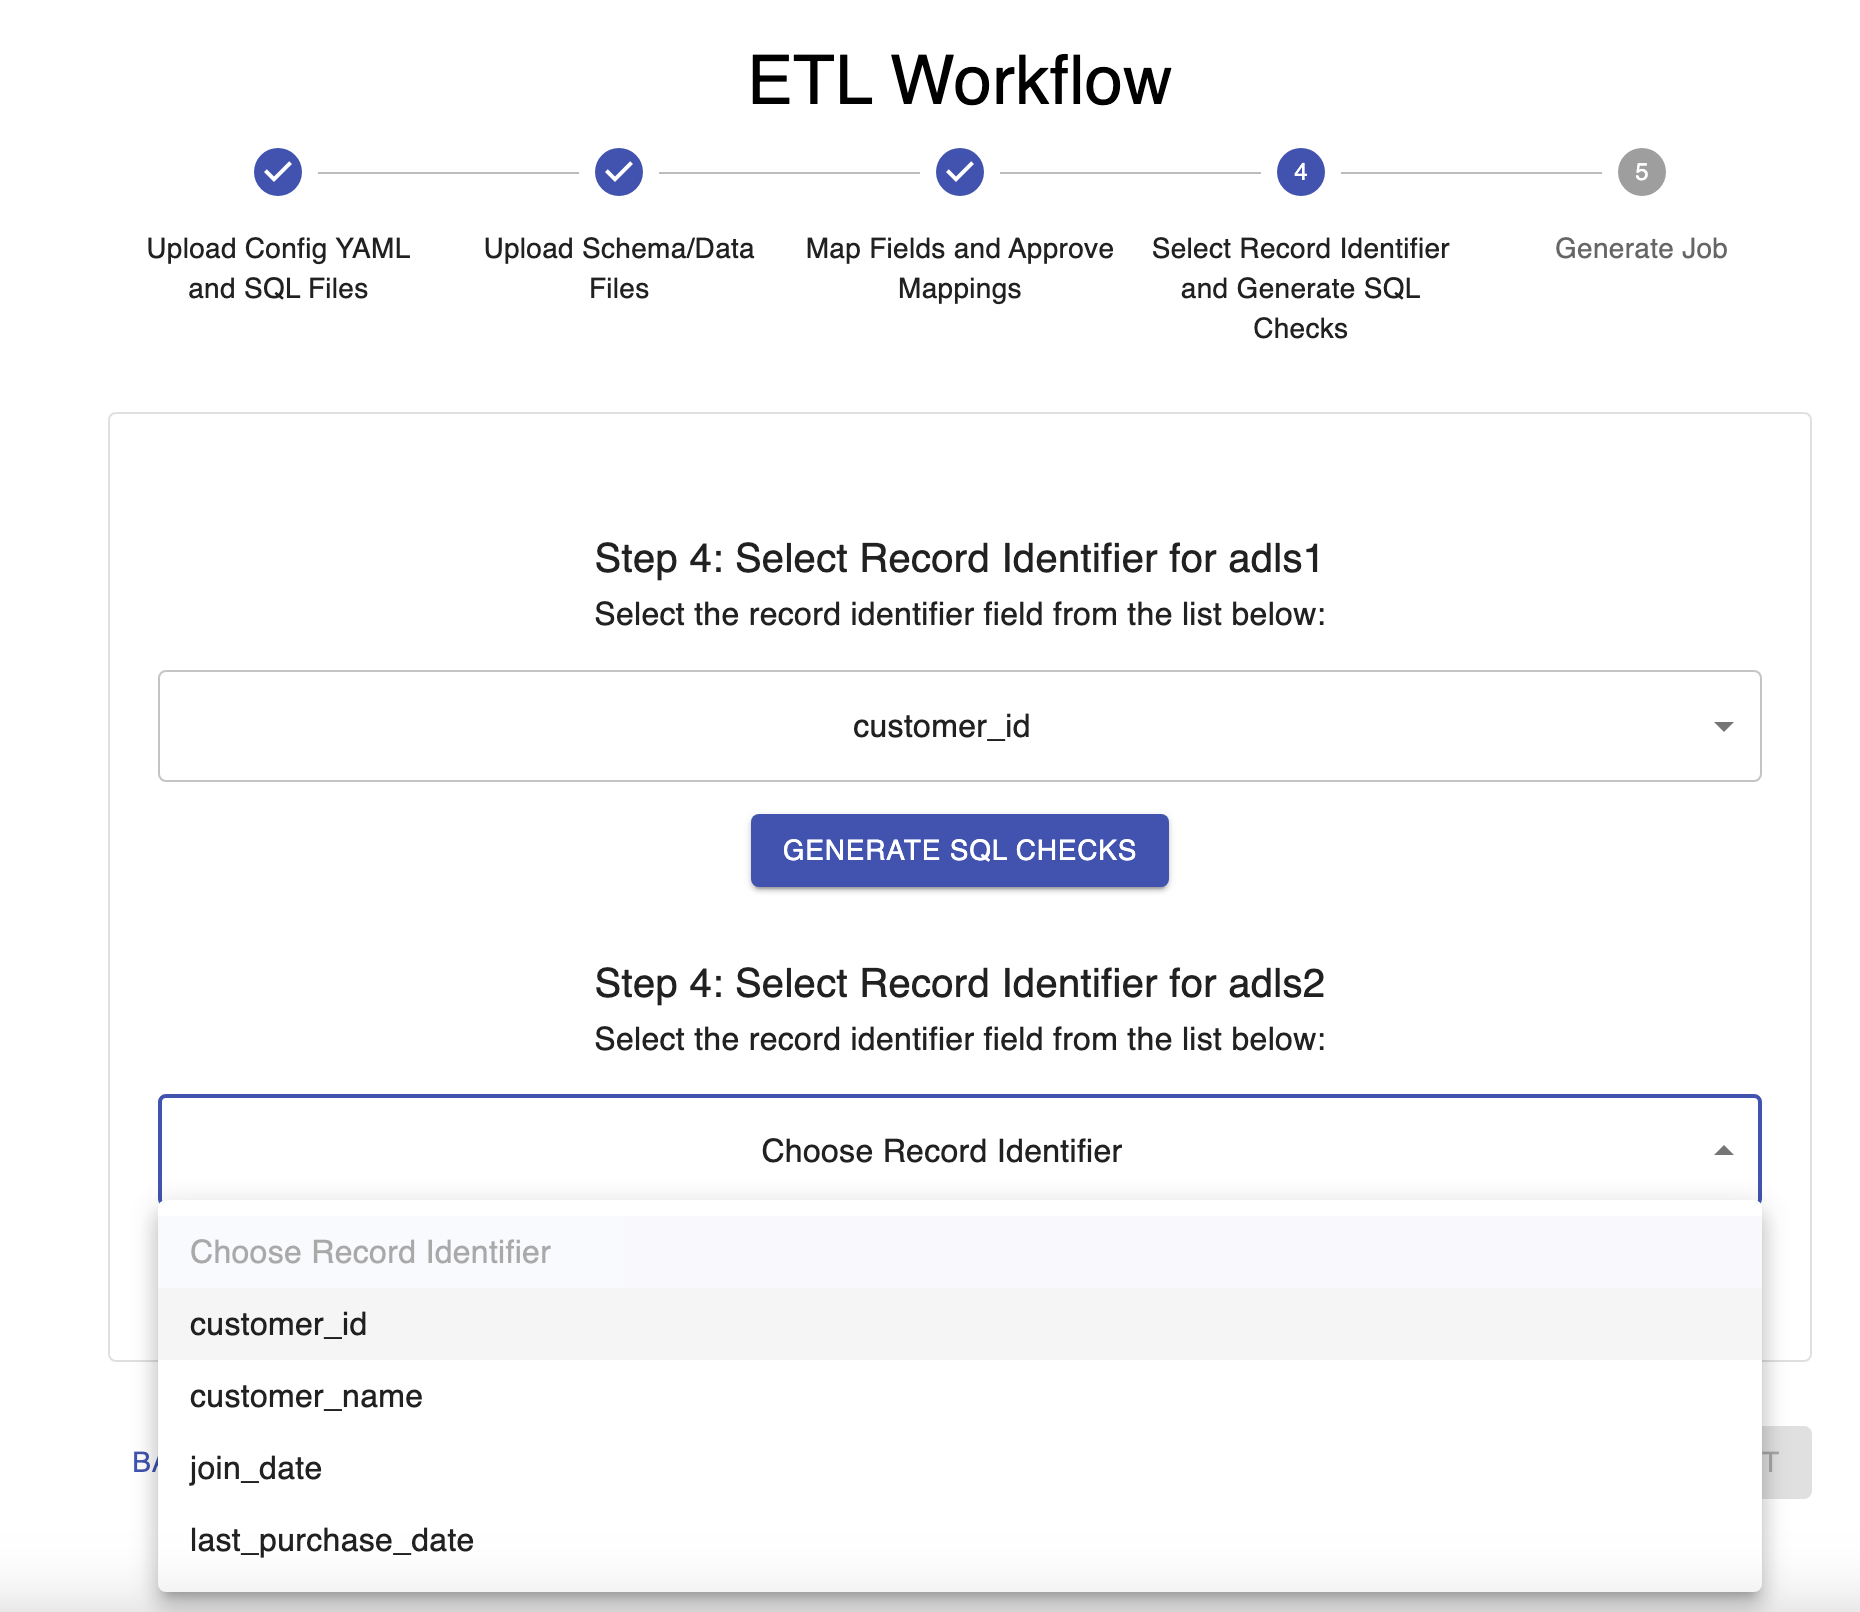 ETL Workflow
4
5
Upload Config YAML
and SQL Files
Upload Schema/Data
Files
Map Fields and Approve
Mappings
Select Record Identifier
and Generate SQL
Checks
Generate Job
Step 4: Select Record Identifier for adls1
Select the record identifier field from the list below:
customer_id
GENERATE SQL CHECKS
Step 4: Select Record Identifier for adls2
Select the record identifier field from the list below:
Choose Record Identifier
Choose Record Identifier
customer_id
customer_name
join_date
last_purchase_date